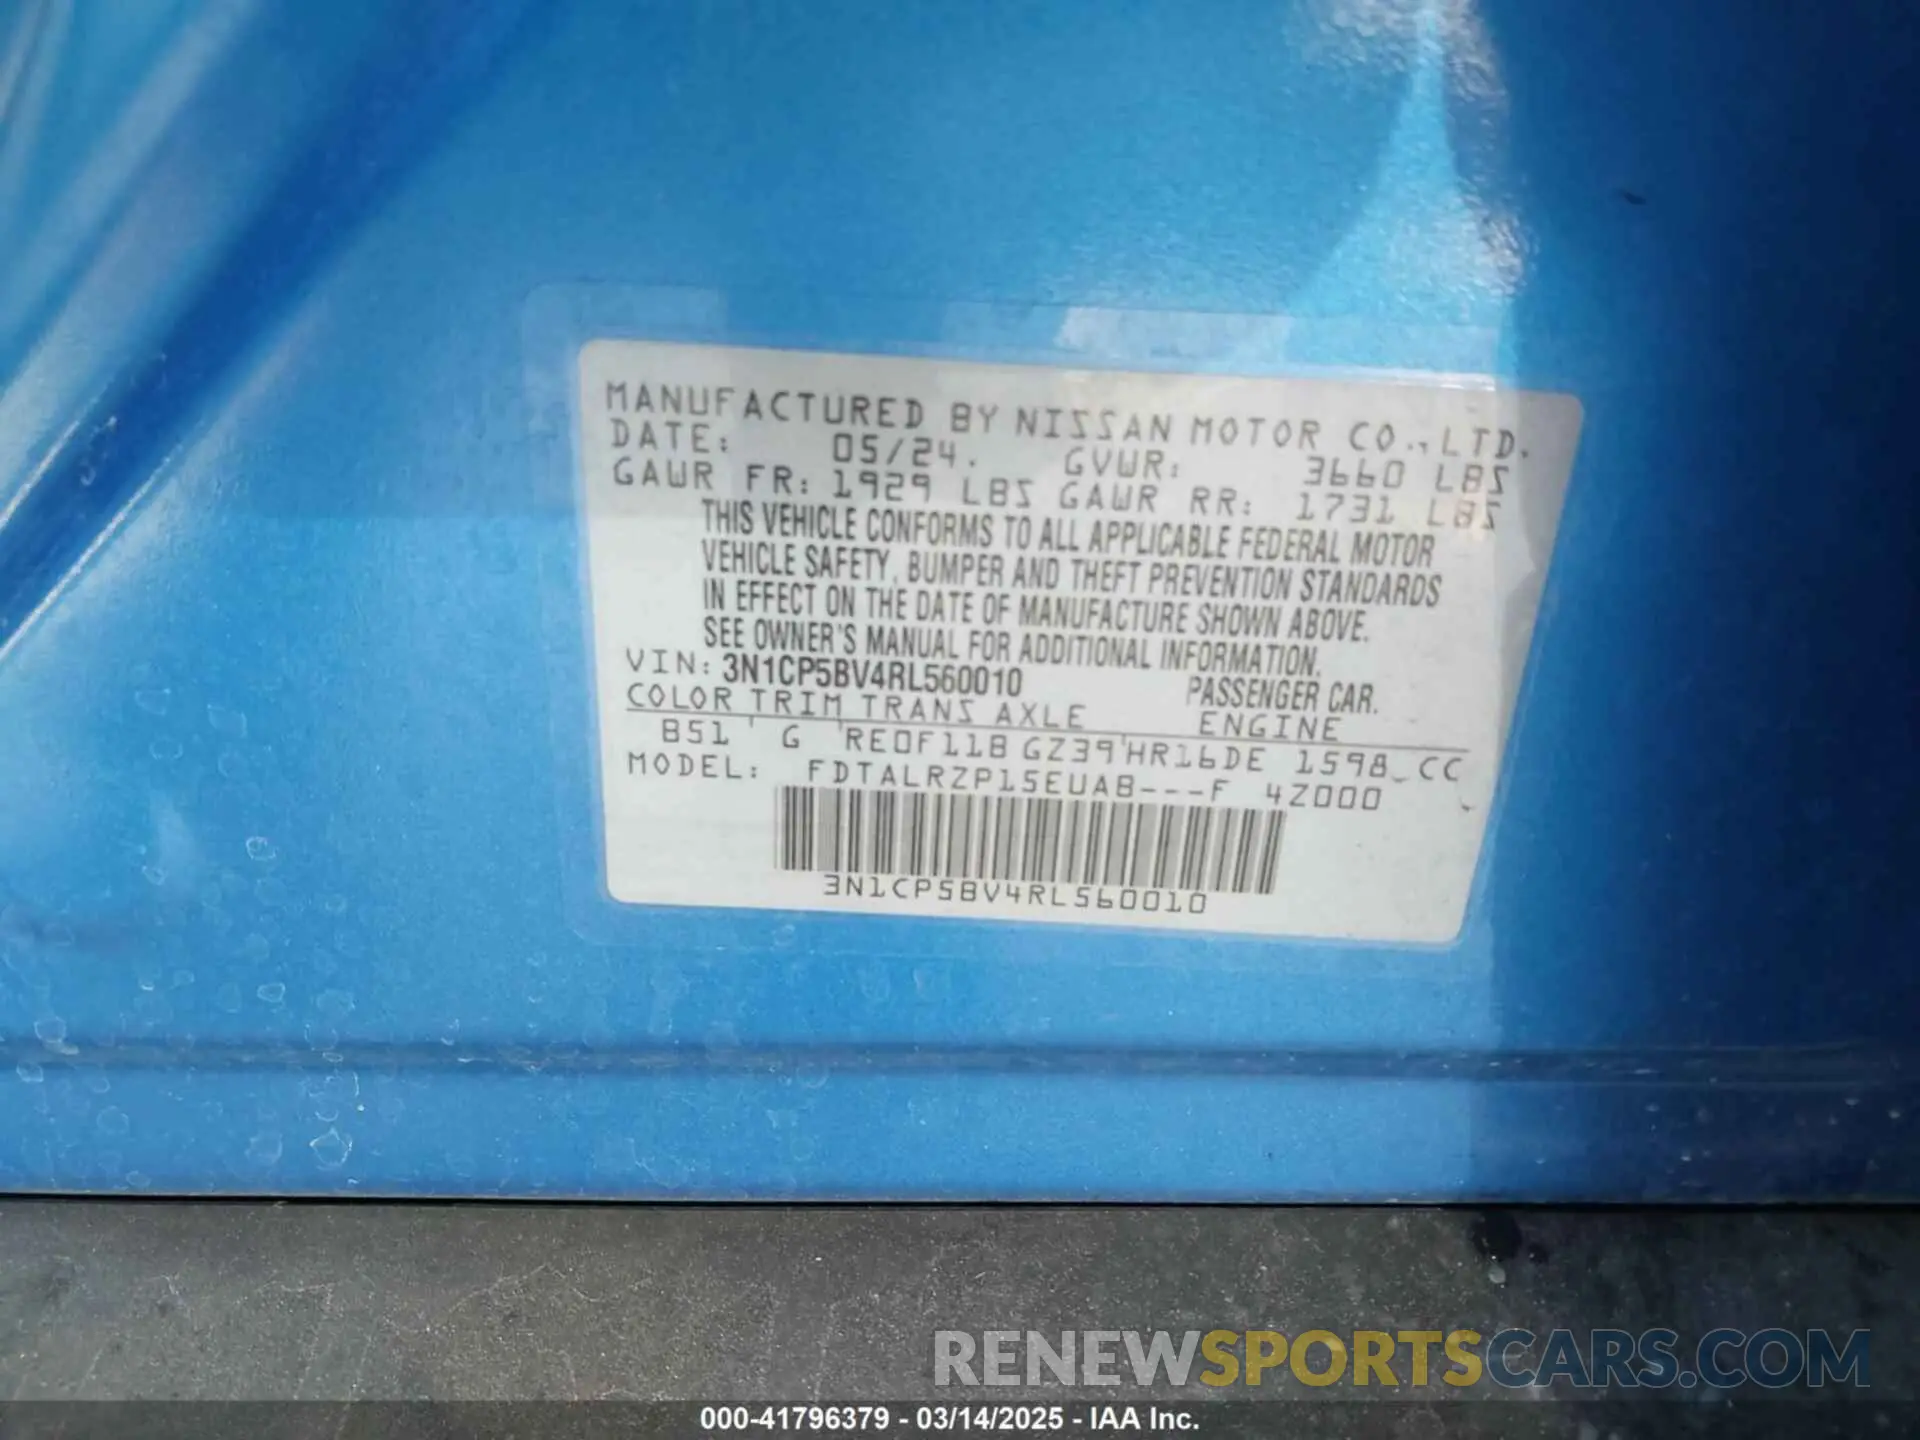 MANUFACTURED BY NISSAN MOTOR CO., LTD.
DATE: 05/24. GVWR: 3660 LBS
GAWR FR: 1929 LBS GAWR RR: 1731 LBS
THIS VEHICLE CONFORMS TO ALL APPLICABLE FEDERAL MOTOR
VEHICLE SAFETY, BUMPER AND THEFT PREVENTION STANDARDS
IN EFFECT ON THE DATE OF MANUFACTURE SHOWN ABOVE.
SEE OWNER'S MANUAL FOR ADDITIONAL INFORMATION.
VIN: 3N1CP5BV4RL560010 PASSENGER CAR.
COLOR TRIM TRANS AXLE ENGINE
B51 ' G 'RE0F11B GZ39'HR16DE 1598 CC
MODEL: FDTALRZP15EUAB---F 4Z000
3N1CP5BV4RL560010
RENEWSPORTSCARS.COM
000-41796379 - 03/14/2025 - IAA Inc.